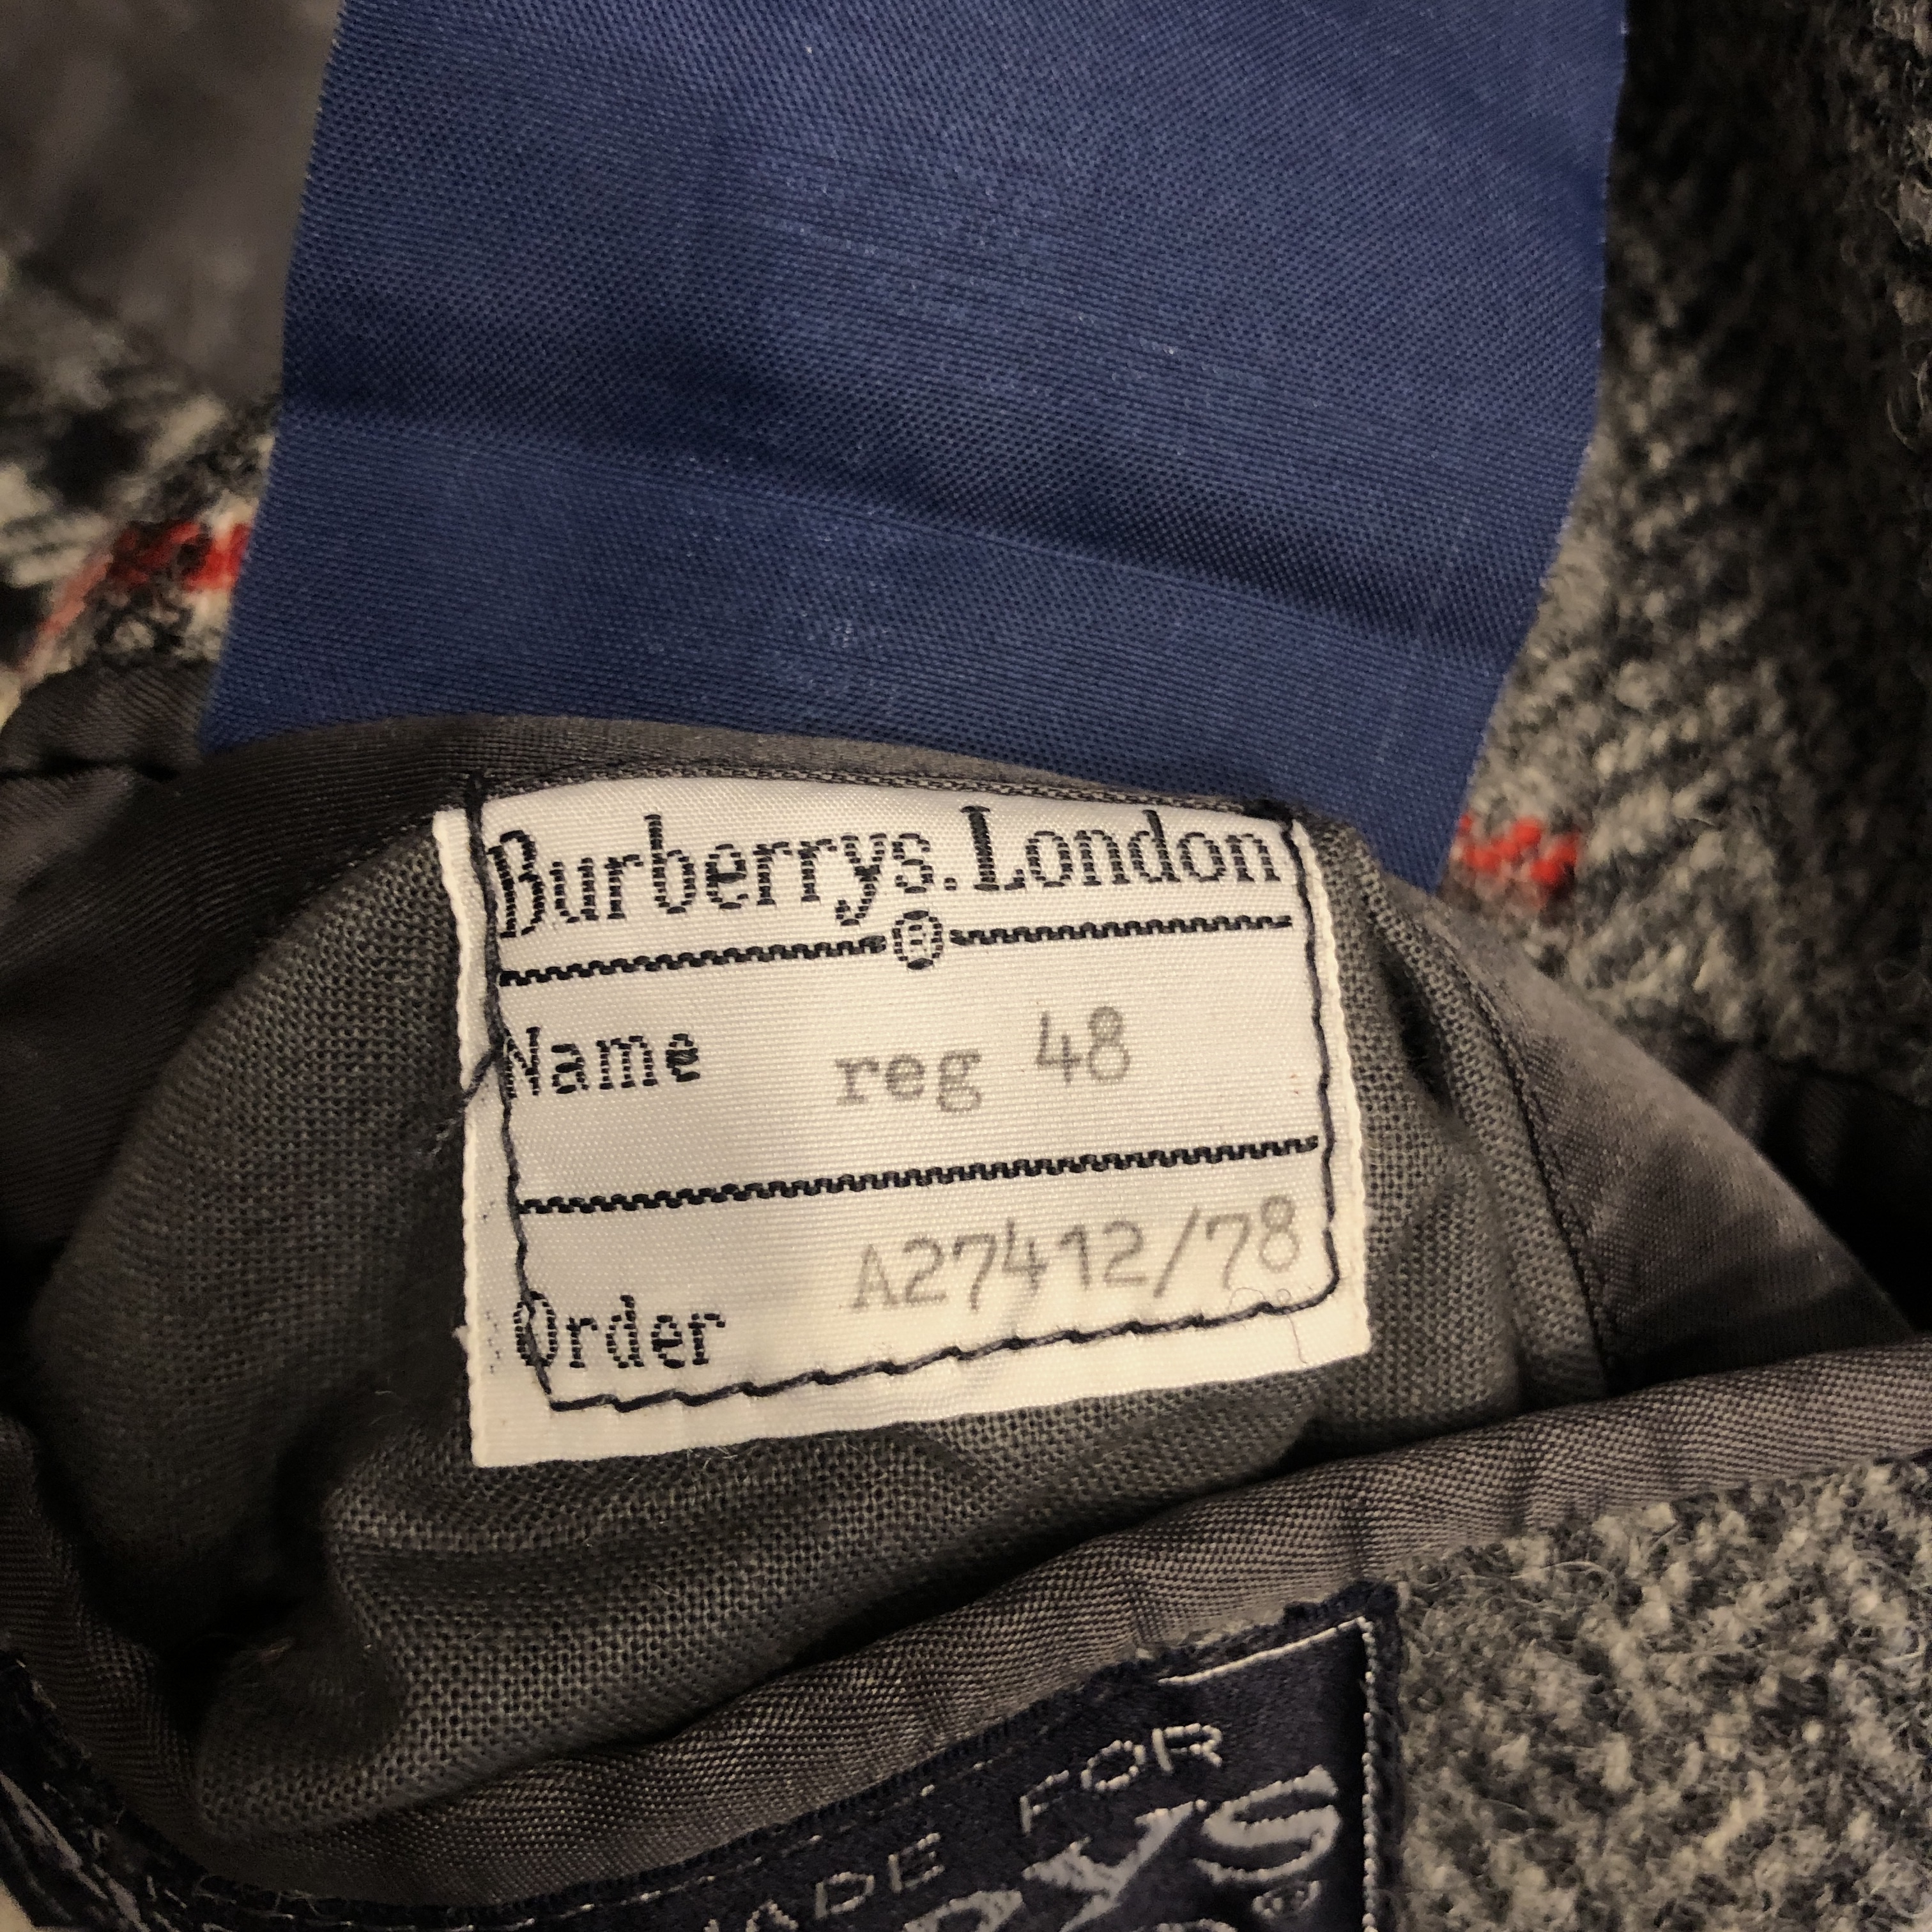 Burberrys.London
Name reg 48
A27412/78
Order
MADE FOR